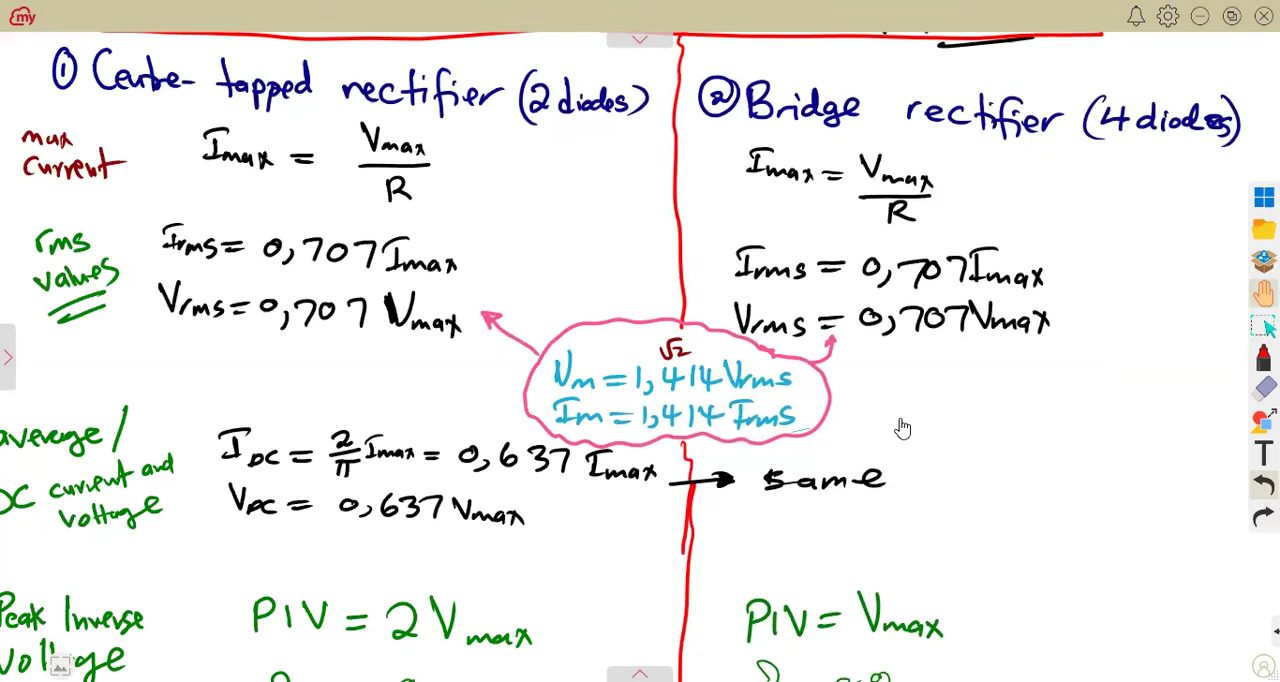 my
① Centre-tapped rectifier (2 diodes)
max current
Imax = Vmax / R
rms values
Irms = 0,707 Imax
Vrms = 0,707 Vmax
② Bridge rectifier (4 diodes)
Imax = Vmax / R
Irms = 0,707 Imax
Vrms = 0,707 Vmax
√2
Vm = 1,414 Vrms
Im = 1,414 Irms
average /
DC current and
voltage
IDC = 2/π Imax = 0,637 Imax → same
VDC = 0,637 Vmax
Peak Inverse
Voltage
PIV = 2 Vmax
PIV = Vmax
T